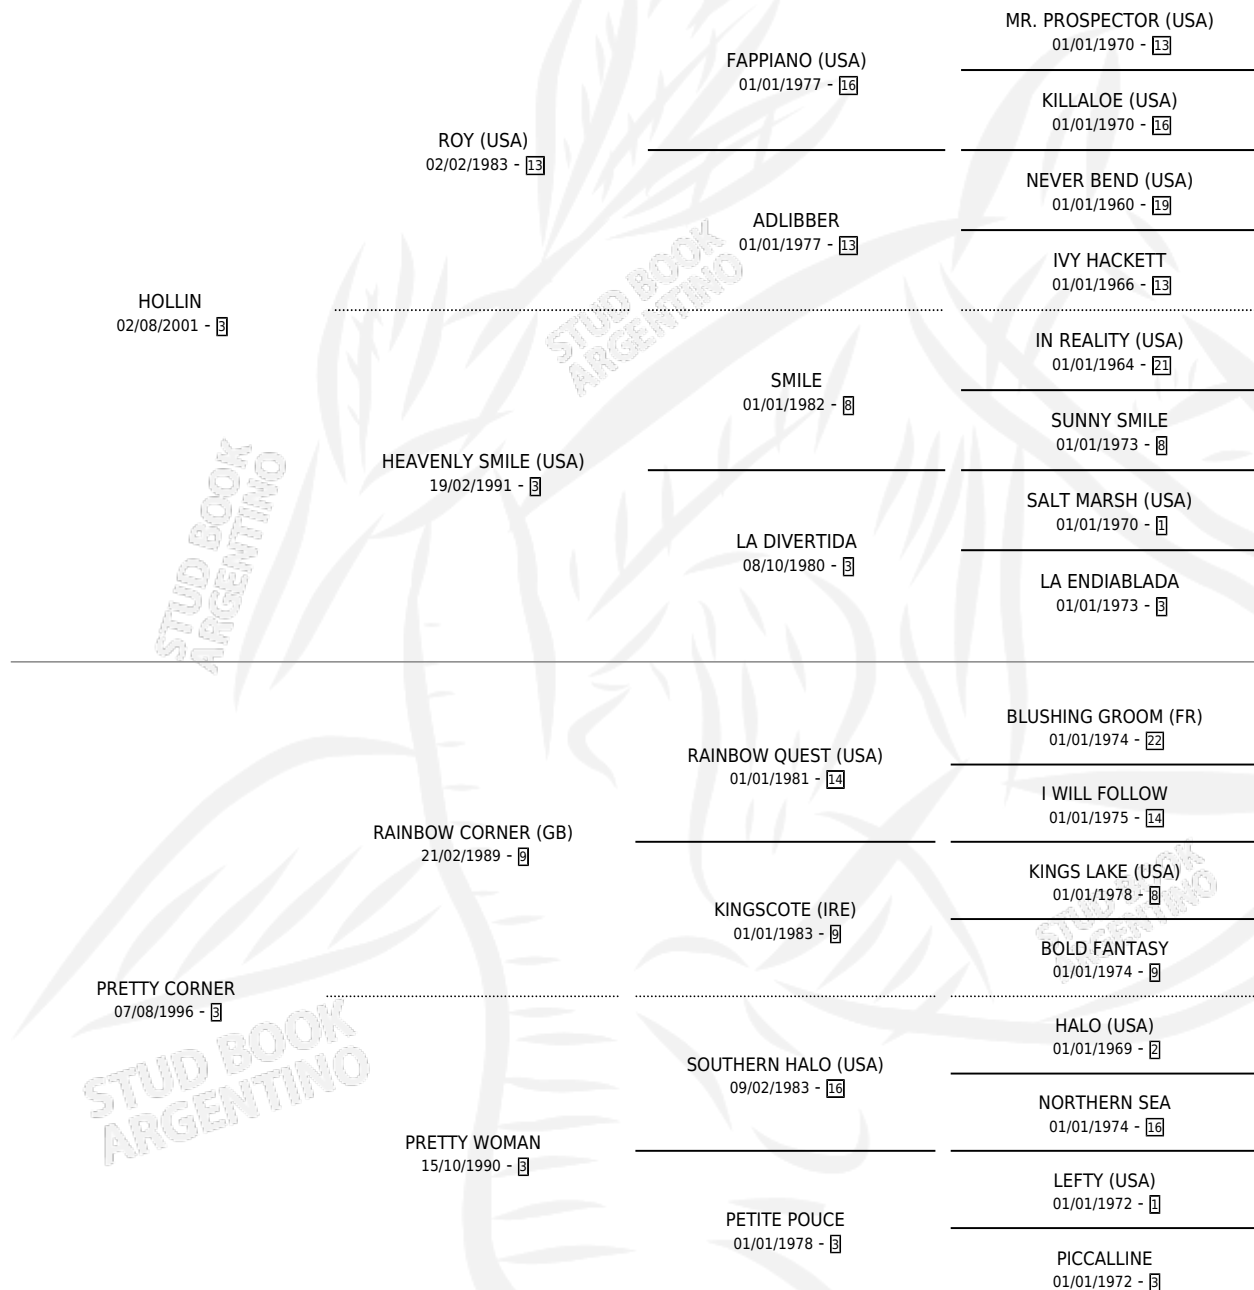 MR. PROSPECTOR (USA)
01/01/1970 - 13
FAPPIANO (USA)
01/01/1977 - 16
KILLALOE (USA)
01/01/1970 - 16
ROY (USA)
02/02/1983 - 13
NEVER BEND (USA)
01/01/1960 - 19
ADLIBBER
01/01/1977 - 13
IVY HACKETT
01/01/1966 - 13
HOLLIN
02/08/2001 - 3
IN REALITY (USA)
01/01/1964 - 21
SMILE
01/01/1982 - 8
SUNNY SMILE
01/01/1973 - 8
HEAVENLY SMILE (USA)
19/02/1991 - 3
SALT MARSH (USA)
01/01/1970 - 1
LA DIVERTIDA
08/10/1980 - 3
LA ENDIABLADA
01/01/1973 - 3
BLUSHING GROOM (FR)
01/01/1974 - 22
RAINBOW QUEST (USA)
01/01/1981 - 14
I WILL FOLLOW
01/01/1975 - 14
RAINBOW CORNER (GB)
21/02/1989 - 9
KINGS LAKE (USA)
01/01/1978 - 8
KINGSCOTE (IRE)
01/01/1983 - 9
BOLD FANTASY
01/01/1974 - 9
PRETTY CORNER
07/08/1996 - 3
HALO (USA)
01/01/1969 - 2
SOUTHERN HALO (USA)
09/02/1983 - 16
NORTHERN SEA
01/01/1974 - 16
PRETTY WOMAN
15/10/1990 - 3
LEFTY (USA)
01/01/1972 - 1
PETITE POUCE
01/01/1978 - 3
PICCALLINE
01/01/1972 - 3
STUD BOOK
ARGENTINO
STUD BOOK
ARGENTINO
STUD BOOK
ARGENTINO
STUD BOOK
ARGENTINO